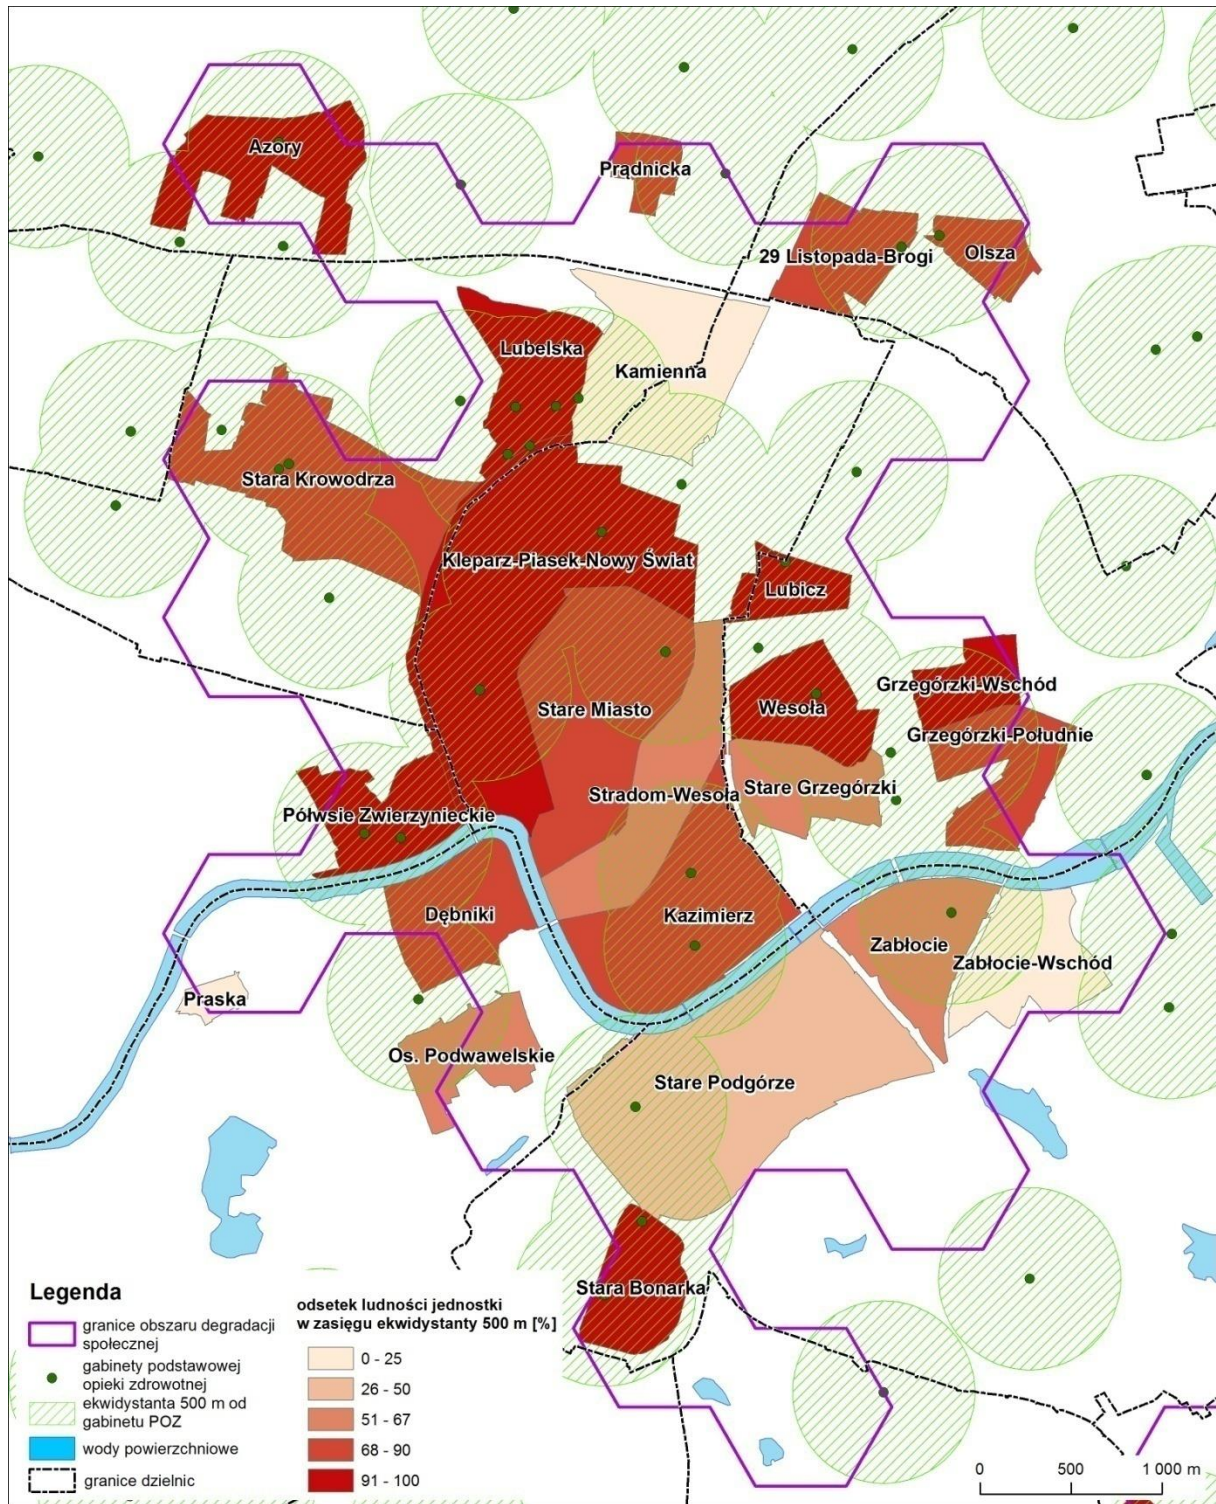 Azory
Prądnicka
29 Listopada-Brogi
Olsza
Lubelska
Kamienna
Stara Krowodrza
Kleparz-Piasek-Nowy Świat
Lubicz
Grzegórzki-Wschód
Stare Miasto
Wesoła
Grzegórzki-Południe
Stradom-Wesoła
Stare Grzegórzki
Półwsie Zwierzynieckie
Dębniki
Kazimierz
Zabłocie
Zabłocie-Wschód
Praska
Os. Podwawelskie
Stare Podgórze
Stara Bonarka
Legenda
granice obszaru degradacji
społecznej
gabinety podstawowej
opieki zdrowotnej
ekwidystanta 500 m od
gabinetu POZ
wody powierzchniowe
granice dzielnic
odsetek ludności jednostki
w zasięgu ekwidystanty 500 m [%]
0 - 25
26 - 50
51 - 67
68 - 90
91 - 100
0 500 1 000 m